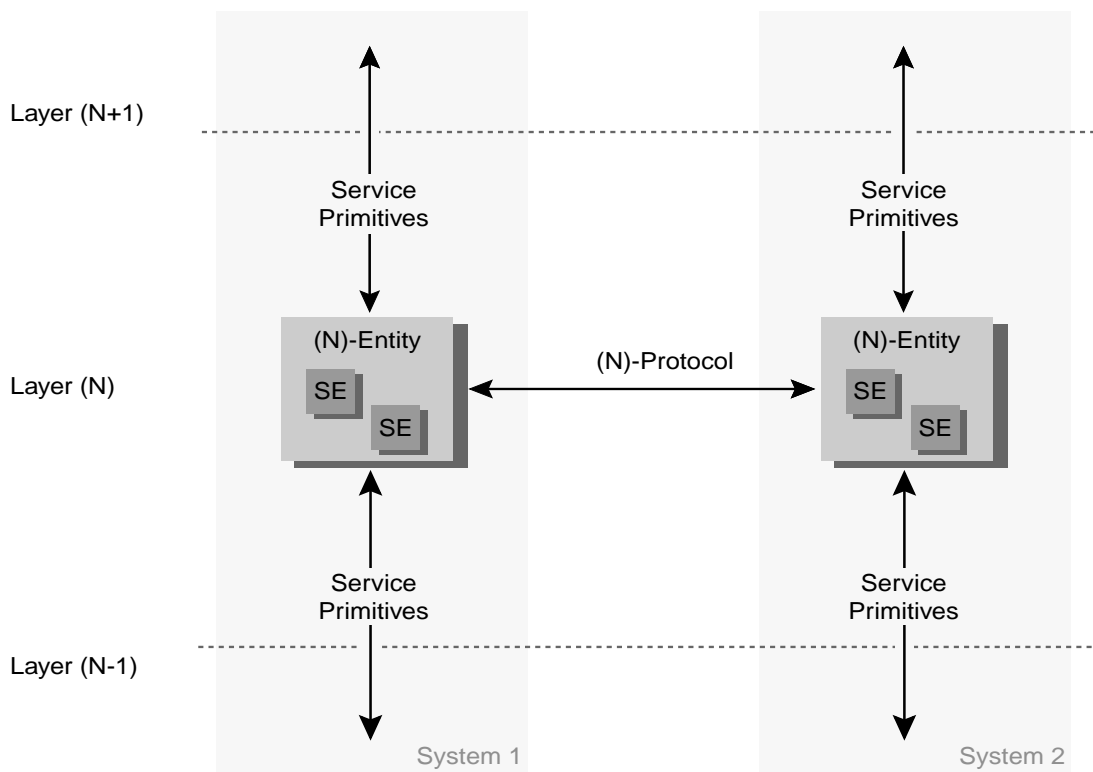 Layer (N+1)
Service
Primitives
Service
Primitives
(N)-Entity
SE
SE
(N)-Protocol
(N)-Entity
SE
SE
Layer (N)
Service
Primitives
Service
Primitives
Layer (N-1)
System 1
System 2